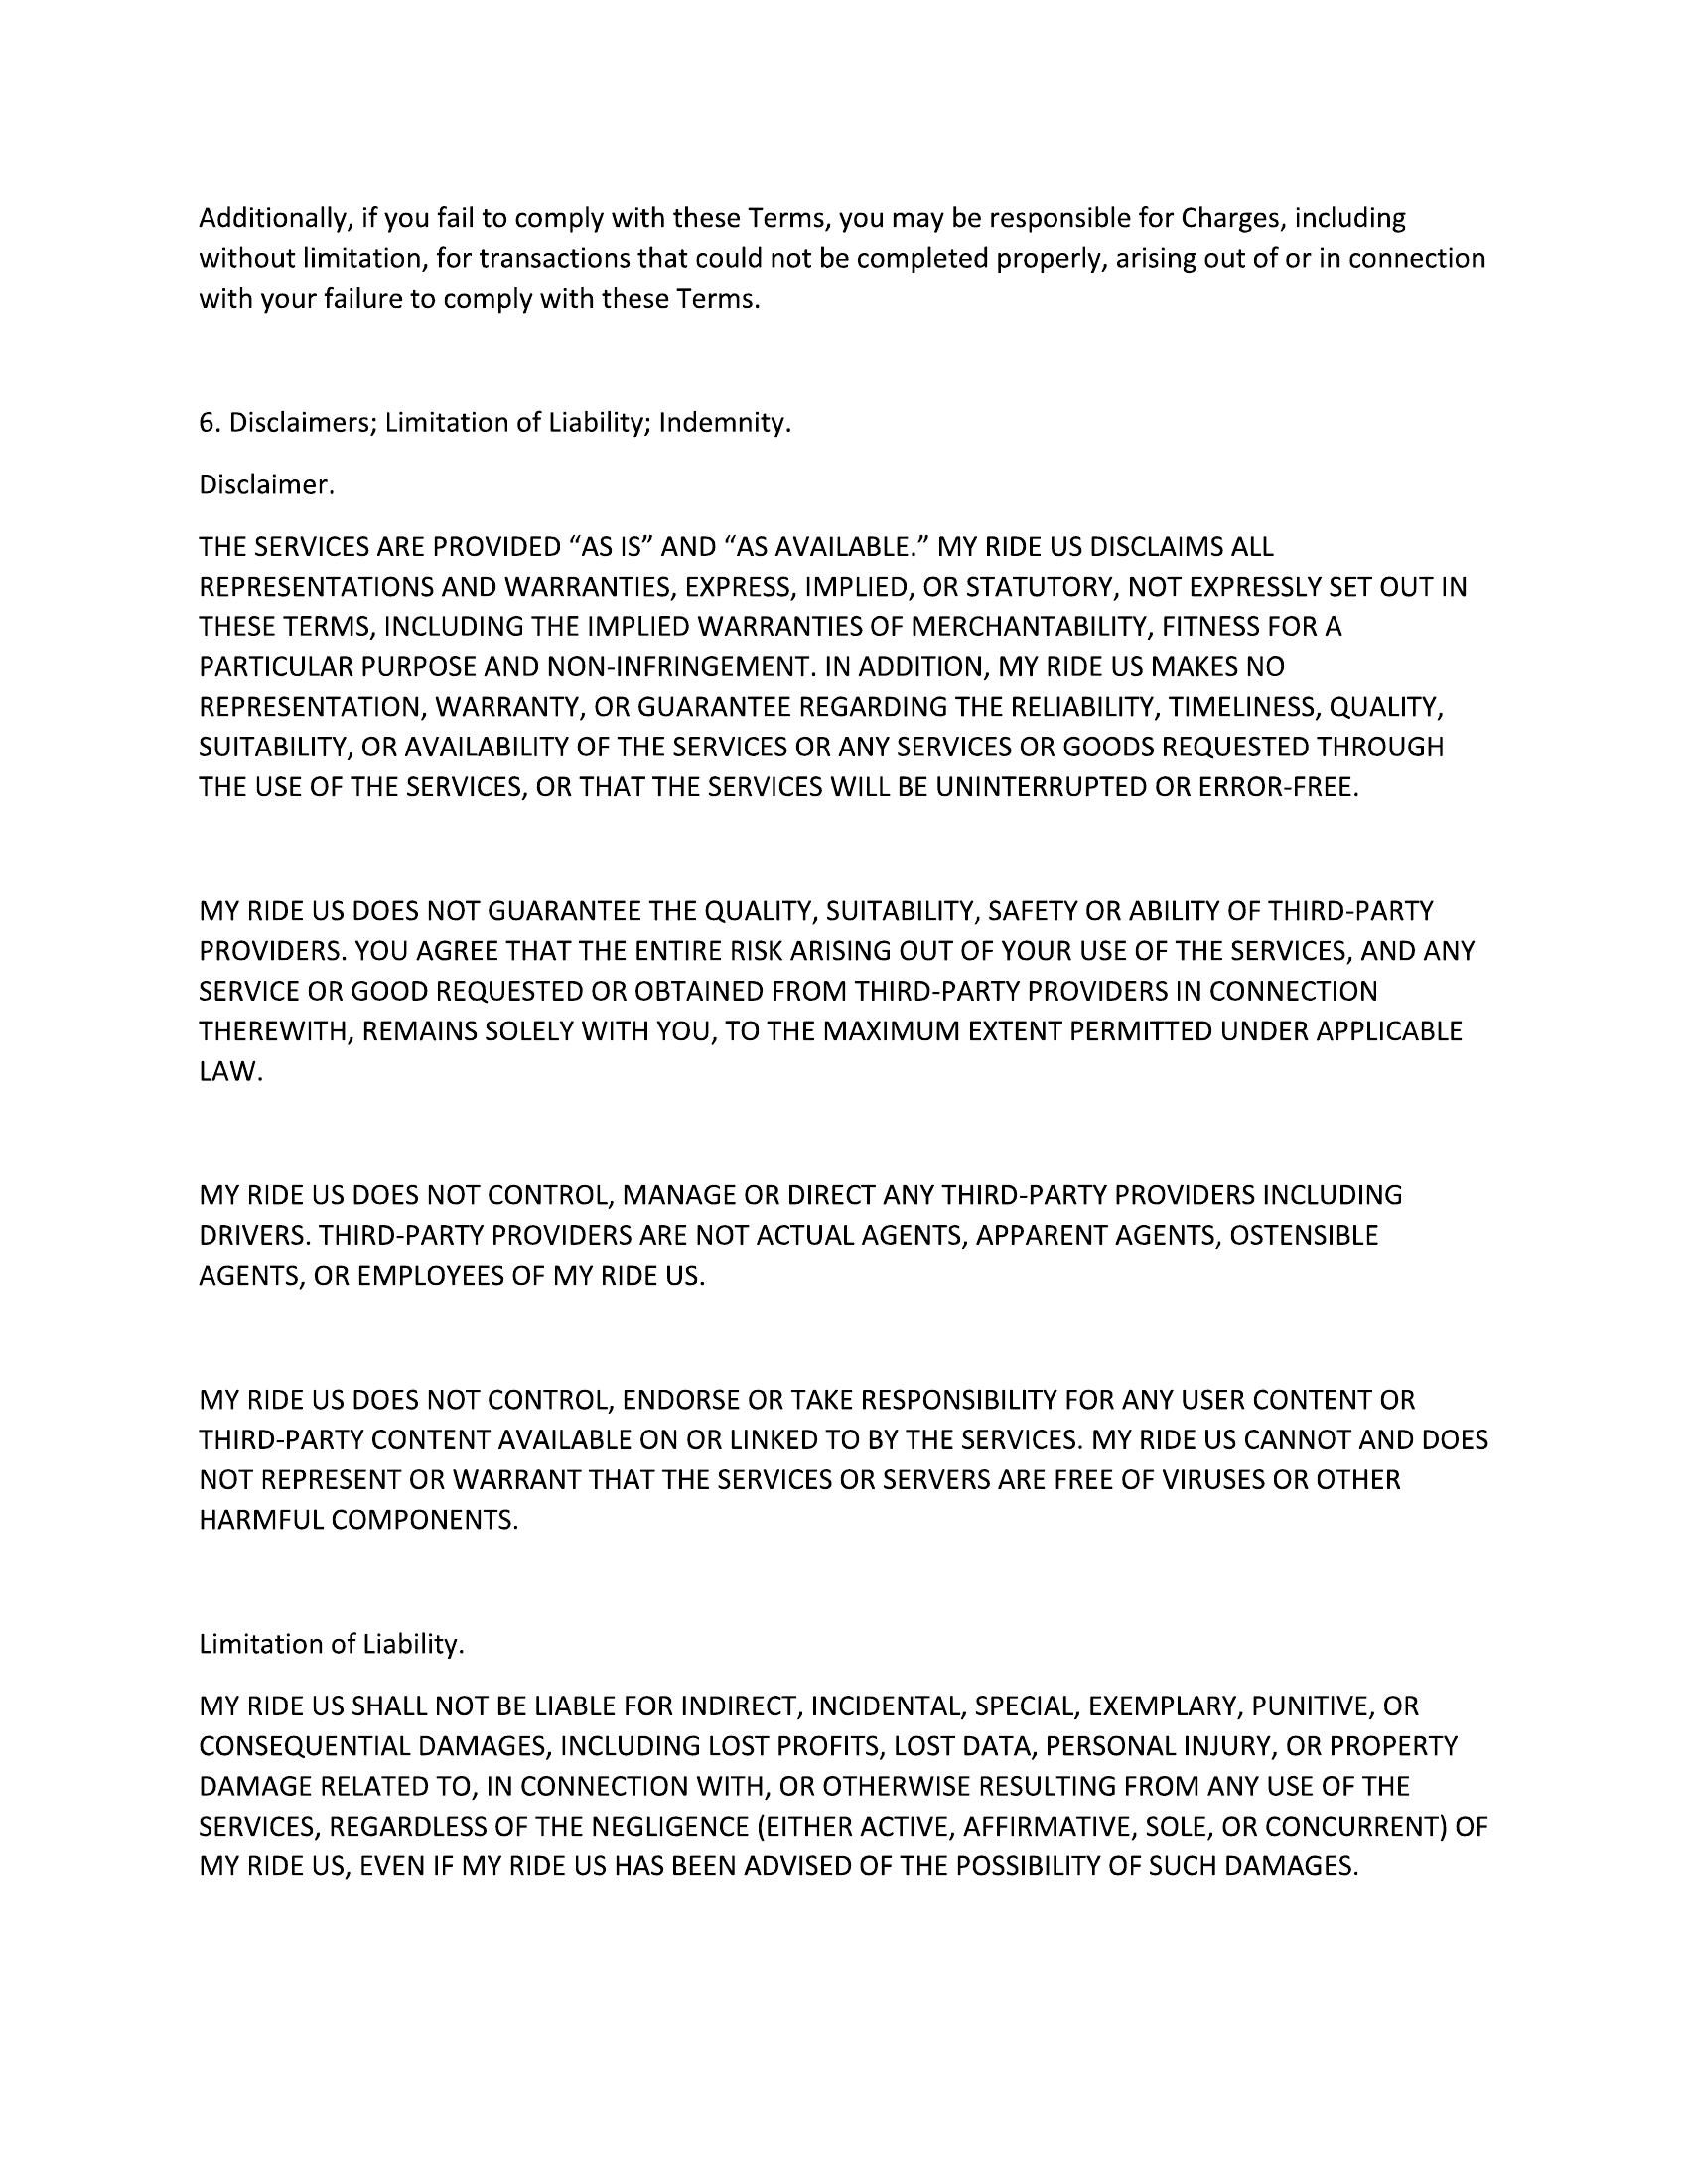 Additionally, if you fail to comply with these Terms, you may be responsible for Charges, including
without limitation, for transactions that could not be completed properly, arising out of or in connection
with your failure to comply with these Terms.
6. Disclaimers; Limitation of Liability; Indemnity.
Disclaimer.
THE SERVICES ARE PROVIDED “AS IS” AND “AS AVAILABLE.” MY RIDE US DISCLAIMS ALL
REPRESENTATIONS AND WARRANTIES, EXPRESS, IMPLIED, OR STATUTORY, NOT EXPRESSLY SET OUT IN
THESE TERMS, INCLUDING THE IMPLIED WARRANTIES OF MERCHANTABILITY, FITNESS FOR A
PARTICULAR PURPOSE AND NON-INFRINGEMENT. IN ADDITION, MY RIDE US MAKES NO
REPRESENTATION, WARRANTY, OR GUARANTEE REGARDING THE RELIABILITY, TIMELINESS, QUALITY,
SUITABILITY, OR AVAILABILITY OF THE SERVICES OR ANY SERVICES OR GOODS REQUESTED THROUGH
THE USE OF THE SERVICES, OR THAT THE SERVICES WILL BE UNINTERRUPTED OR ERROR-FREE.
MY RIDE US DOES NOT GUARANTEE THE QUALITY, SUITABILITY, SAFETY OR ABILITY OF THIRD-PARTY
PROVIDERS. YOU AGREE THAT THE ENTIRE RISK ARISING OUT OF YOUR USE OF THE SERVICES, AND ANY
SERVICE OR GOOD REQUESTED OR OBTAINED FROM THIRD-PARTY PROVIDERS IN CONNECTION
THEREWITH, REMAINS SOLELY WITH YOU, TO THE MAXIMUM EXTENT PERMITTED UNDER APPLICABLE
LAW.
MY RIDE US DOES NOT CONTROL, MANAGE OR DIRECT ANY THIRD-PARTY PROVIDERS INCLUDING
DRIVERS. THIRD-PARTY PROVIDERS ARE NOT ACTUAL AGENTS, APPARENT AGENTS, OSTENSIBLE
AGENTS, OR EMPLOYEES OF MY RIDE US.
MY RIDE US DOES NOT CONTROL, ENDORSE OR TAKE RESPONSIBILITY FOR ANY USER CONTENT OR
THIRD-PARTY CONTENT AVAILABLE ON OR LINKED TO BY THE SERVICES. MY RIDE US CANNOT AND DOES
NOT REPRESENT OR WARRANT THAT THE SERVICES OR SERVERS ARE FREE OF VIRUSES OR OTHER
HARMFUL COMPONENTS.
Limitation of Liability.
MY RIDE US SHALL NOT BE LIABLE FOR INDIRECT, INCIDENTAL, SPECIAL, EXEMPLARY, PUNITIVE, OR
CONSEQUENTIAL DAMAGES, INCLUDING LOST PROFITS, LOST DATA, PERSONAL INJURY, OR PROPERTY
DAMAGE RELATED TO, IN CONNECTION WITH, OR OTHERWISE RESULTING FROM ANY USE OF THE
SERVICES, REGARDLESS OF THE NEGLIGENCE (EITHER ACTIVE, AFFIRMATIVE, SOLE, OR CONCURRENT) OF
MY RIDE US, EVEN IF MY RIDE US HAS BEEN ADVISED OF THE POSSIBILITY OF SUCH DAMAGES.